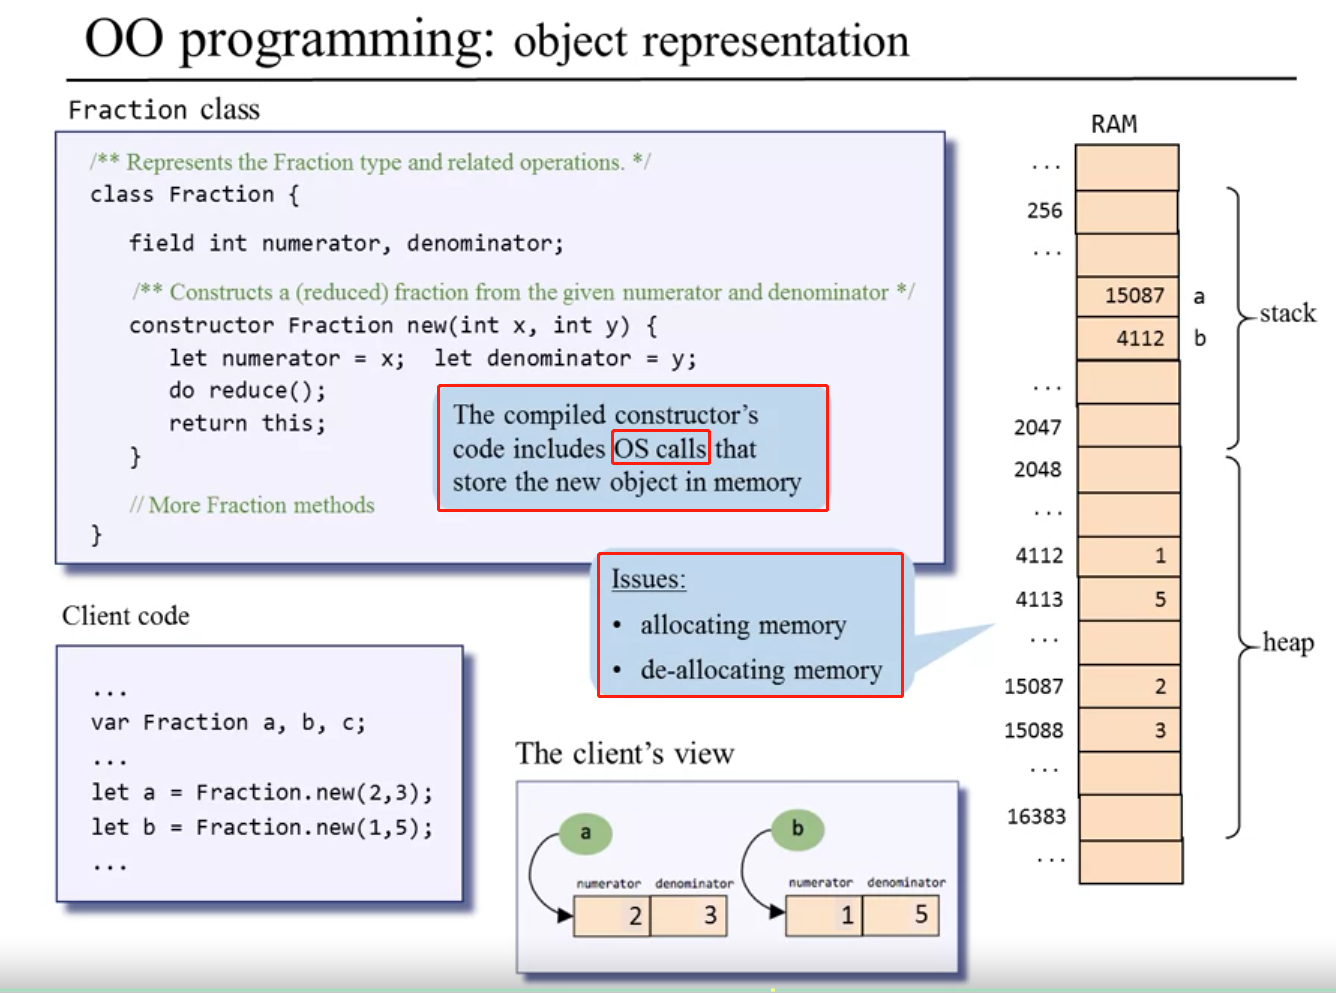 OO programming: object representation
Fraction class
/** Represents the Fraction type and related operations. */
class Fraction {
field int numerator, denominator;
/** Constructs a (reduced) fraction from the given numerator and denominator */
constructor Fraction new(int x, int y) {
let numerator = x; let denominator = y;
do reduce();
return this;
}
// More Fraction methods
}
The compiled constructor's
code includes OS calls that
store the new object in memory
Issues:
• allocating memory
• de-allocating memory
Client code
...
var Fraction a, b, c;
...
let a = Fraction.new(2,3);
let b = Fraction.new(1,5);
...
The client's view
a
numerator denominator
2 3
b
numerator denominator
1 5
RAM
...
256
...
15087 a
4112 b
...
2047
2048
...
4112 1
4113 5
...
15087 2
15088 3
...
16383
...
stack
heap